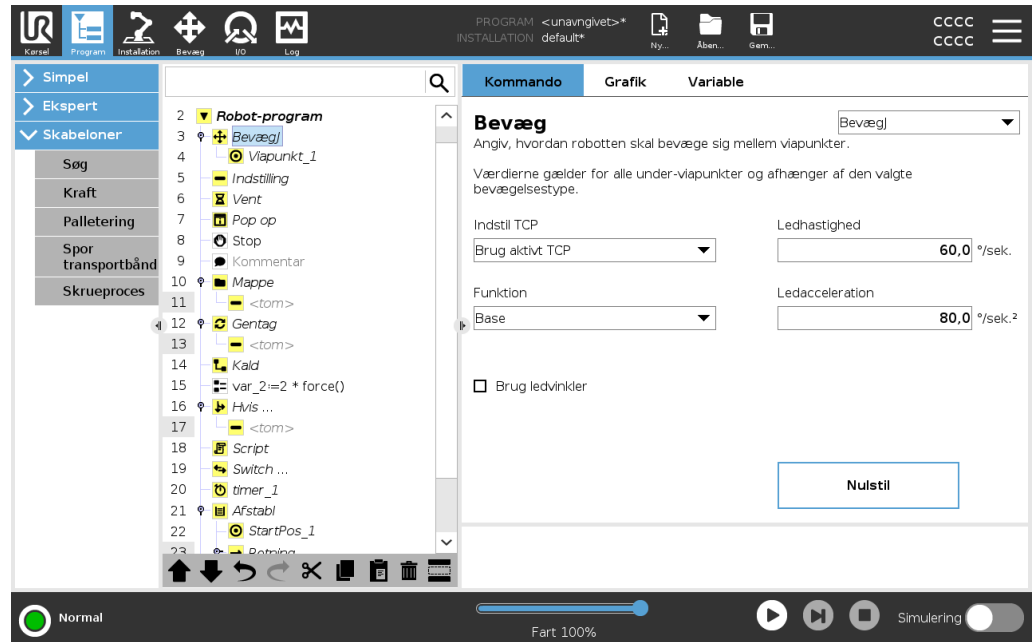 UR
Kørsel
Program
Installation
Bevæg
I/O
Log
PROGRAM <unavngivet>*
INSTALLATION default*
Ny...
Åben...
Gem...
cccc
cccc
Simpel
Ekspert
Skabeloner
Søg
Kraft
Palletering
Spor
transportbånd
Skrueproces
2 Robot-program
3 BevægJ
4 Viapunkt_1
5 Indstilling
6 Vent
7 Pop op
8 Stop
9 Kommentar
10 Mappe
11 <tom>
12 Gentag
13 <tom>
14 Kald
15 var_2:=2 * force()
16 Hvis ...
17 <tom>
18 Script
19 Switch ...
20 timer_1
21 Afstabl
22 StartPos_1
23 Retning
Kommando
Grafik
Variable
Bevæg
BevægJ
Angiv, hvordan robotten skal bevæge sig mellem viapunkter.
Værdierne gælder for alle under-viapunkter og afhænger af den valgte
bevægelsestype.
Indstil TCP
Ledhastighed
Brug aktivt TCP
60,0 °/sek.
Funktion
Ledacceleration
Base
80,0 °/sek.²
Brug ledvinkler
Nulstil
Normal
Fart 100%
Simulering